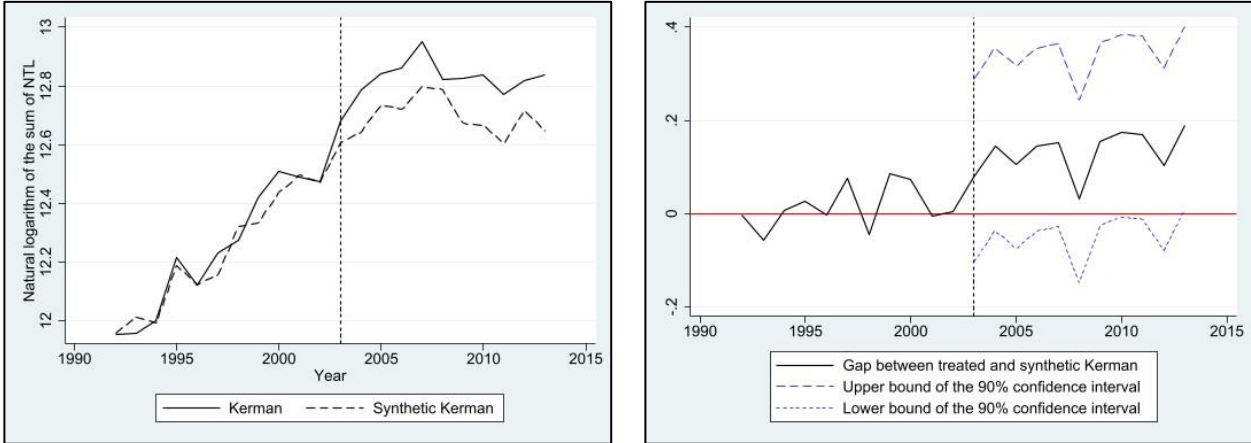 Natural logarithm of the sum of NTL
13
12.8
12.6
12.4
12.2
12
1990 1995 2000 2005 2010 2015
Year
Kerman Synthetic Kerman
.4
.2
0
-.2
1990 1995 2000 2005 2010 2015
Gap between treated and synthetic Kerman
Upper bound of the 90% confidence interval
Lower bound of the 90% confidence interval